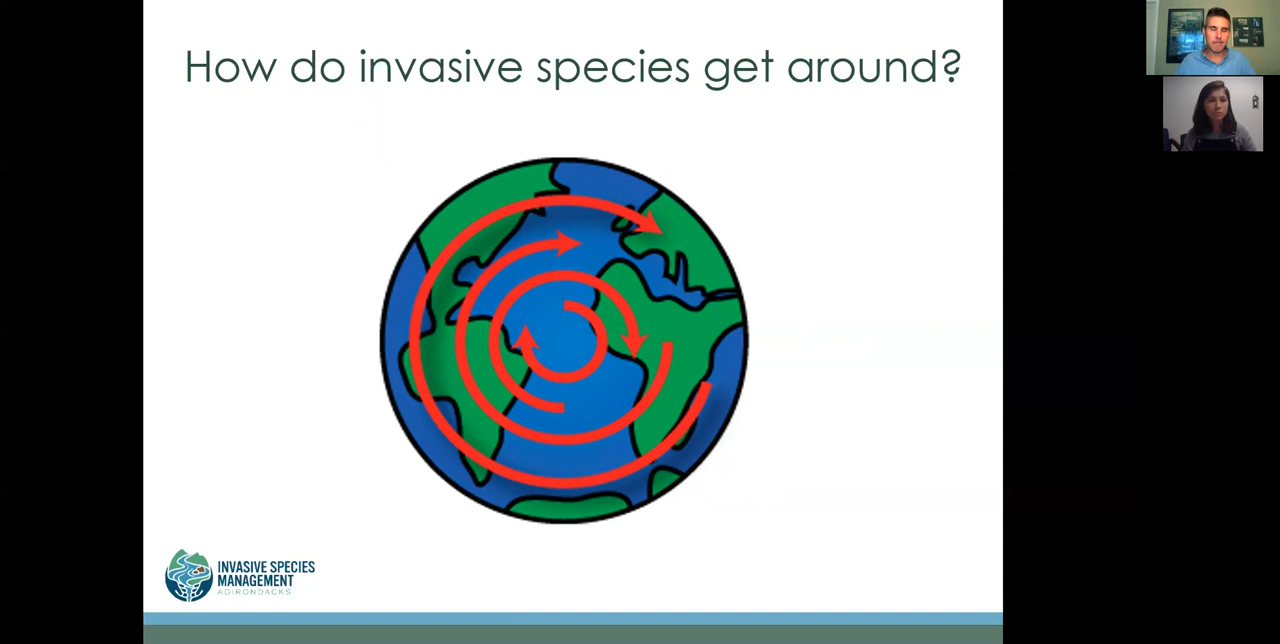 How do invasive species get around?
INVASIVE SPECIES
MANAGEMENT
ADIRONDACKS